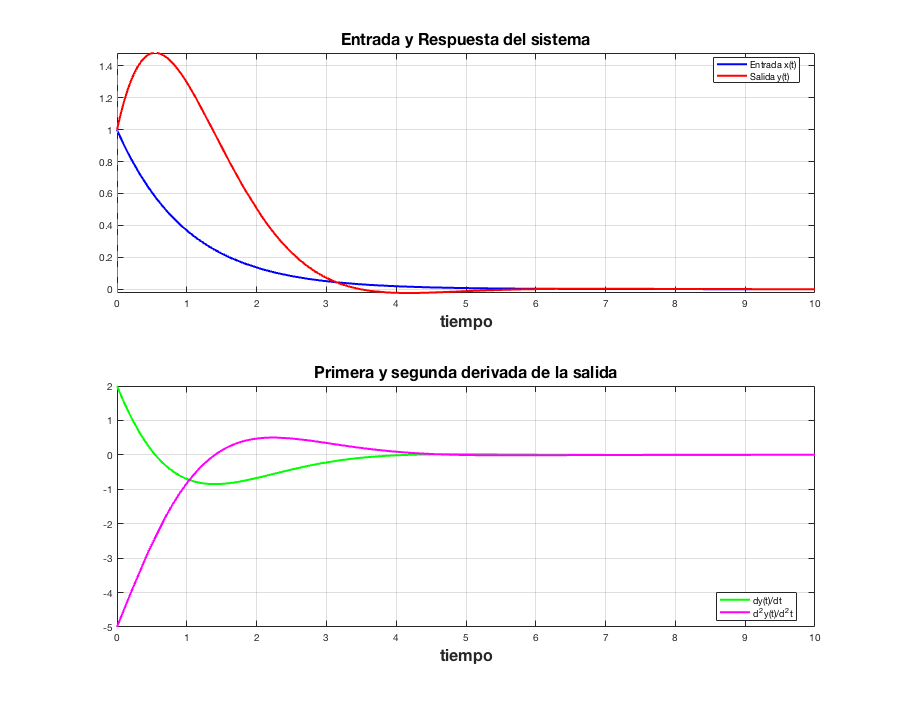 Entrada y Respuesta del sistema
Entrada x(t)
Salida y(t)
1.4
1.2
1
0.8
0.6
0.4
0.2
0
0 1 2 3 4 5 6 7 8 9 10
tiempo
Primera y segunda derivada de la salida
2
1
0
-1
-2
-3
-4
-5
dy(t)/dt
d²y(t)/d²t
0 1 2 3 4 5 6 7 8 9 10
tiempo